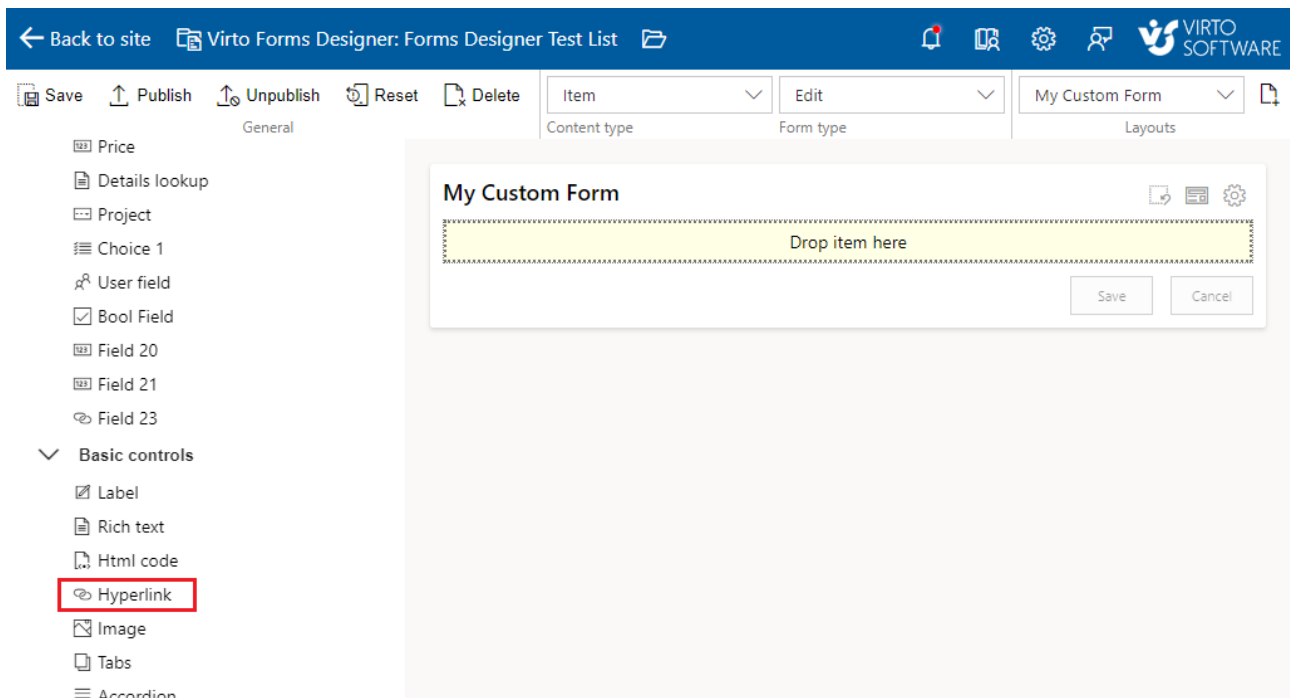 Back to site Virto Forms Designer: Forms Designer Test List VIRTO
SOFTWARE
Save Publish Unpublish Reset Delete Item Edit My Custom Form
General Content type Form type Layouts
Price
Details lookup
Project
Choice 1
User field
Bool Field
Field 20
Field 21
Field 23
Basic controls
Label
Rich text
Html code
Hyperlink
Image
Tabs
Accordion
My Custom Form
Drop item here
Save Cancel